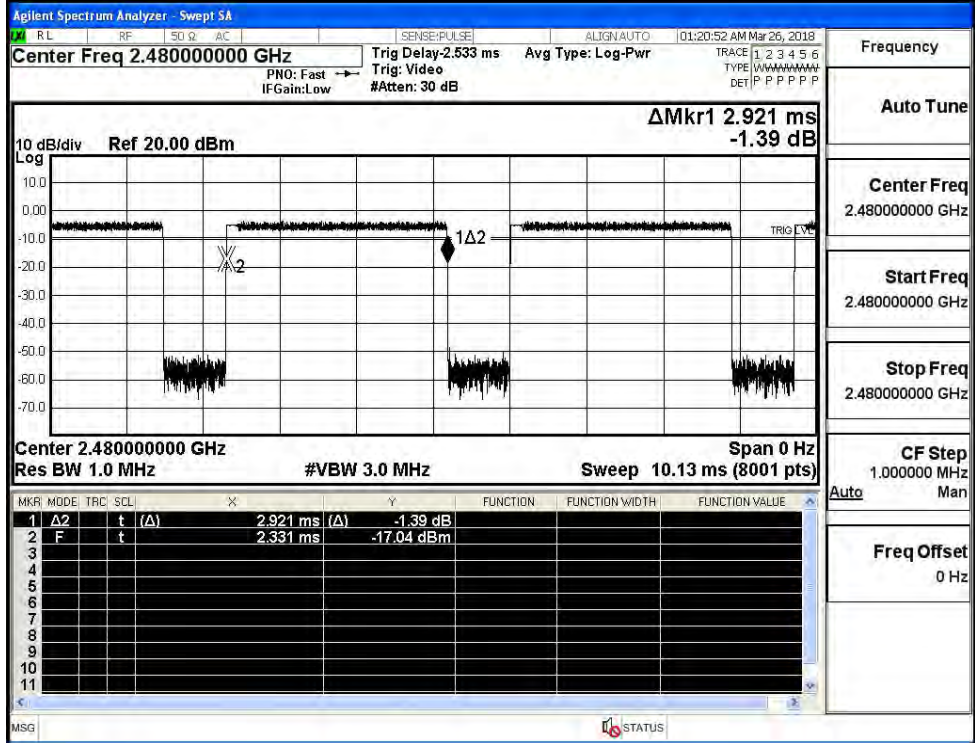 Agilent Spectrum Analyzer - Swept SA
RL RF 50 Ω AC SENSE:PULSE ALIGN AUTO 01:20:52 AM Mar 26, 2018
Center Freq 2.480000000 GHz
PNO: Fast
IFGain:Low
Trig Delay-2.533 ms
Trig: Video
#Atten: 30 dB
Avg Type: Log-Pwr
TRACE 1 2 3 4 5 6
TYPE WWWWWW
DET P P P P P P
Frequency
Auto Tune
Center Freq
2.480000000 GHz
Start Freq
2.480000000 GHz
Stop Freq
2.480000000 GHz
CF Step
1.000000 MHz
Auto Man
Freq Offset
0 Hz
ΔMkr1 2.921 ms
-1.39 dB
10 dB/div Ref 20.00 dBm
Log
10.0
0.00
-10.0
-20.0
-30.0
-40.0
-50.0
-60.0
-70.0
1Δ2
2
TRIG LVL
Center 2.480000000 GHz Span 0 Hz
Res BW 1.0 MHz #VBW 3.0 MHz Sweep 10.13 ms (8001 pts)
MKR MODE TRC SCL X Y FUNCTION FUNCTION WIDTH FUNCTION VALUE
1 Δ2 t (Δ) 2.921 ms (Δ) -1.39 dB
2 F t 2.331 ms -17.04 dBm
3
4
5
6
7
8
9
10
11
MSG STATUS